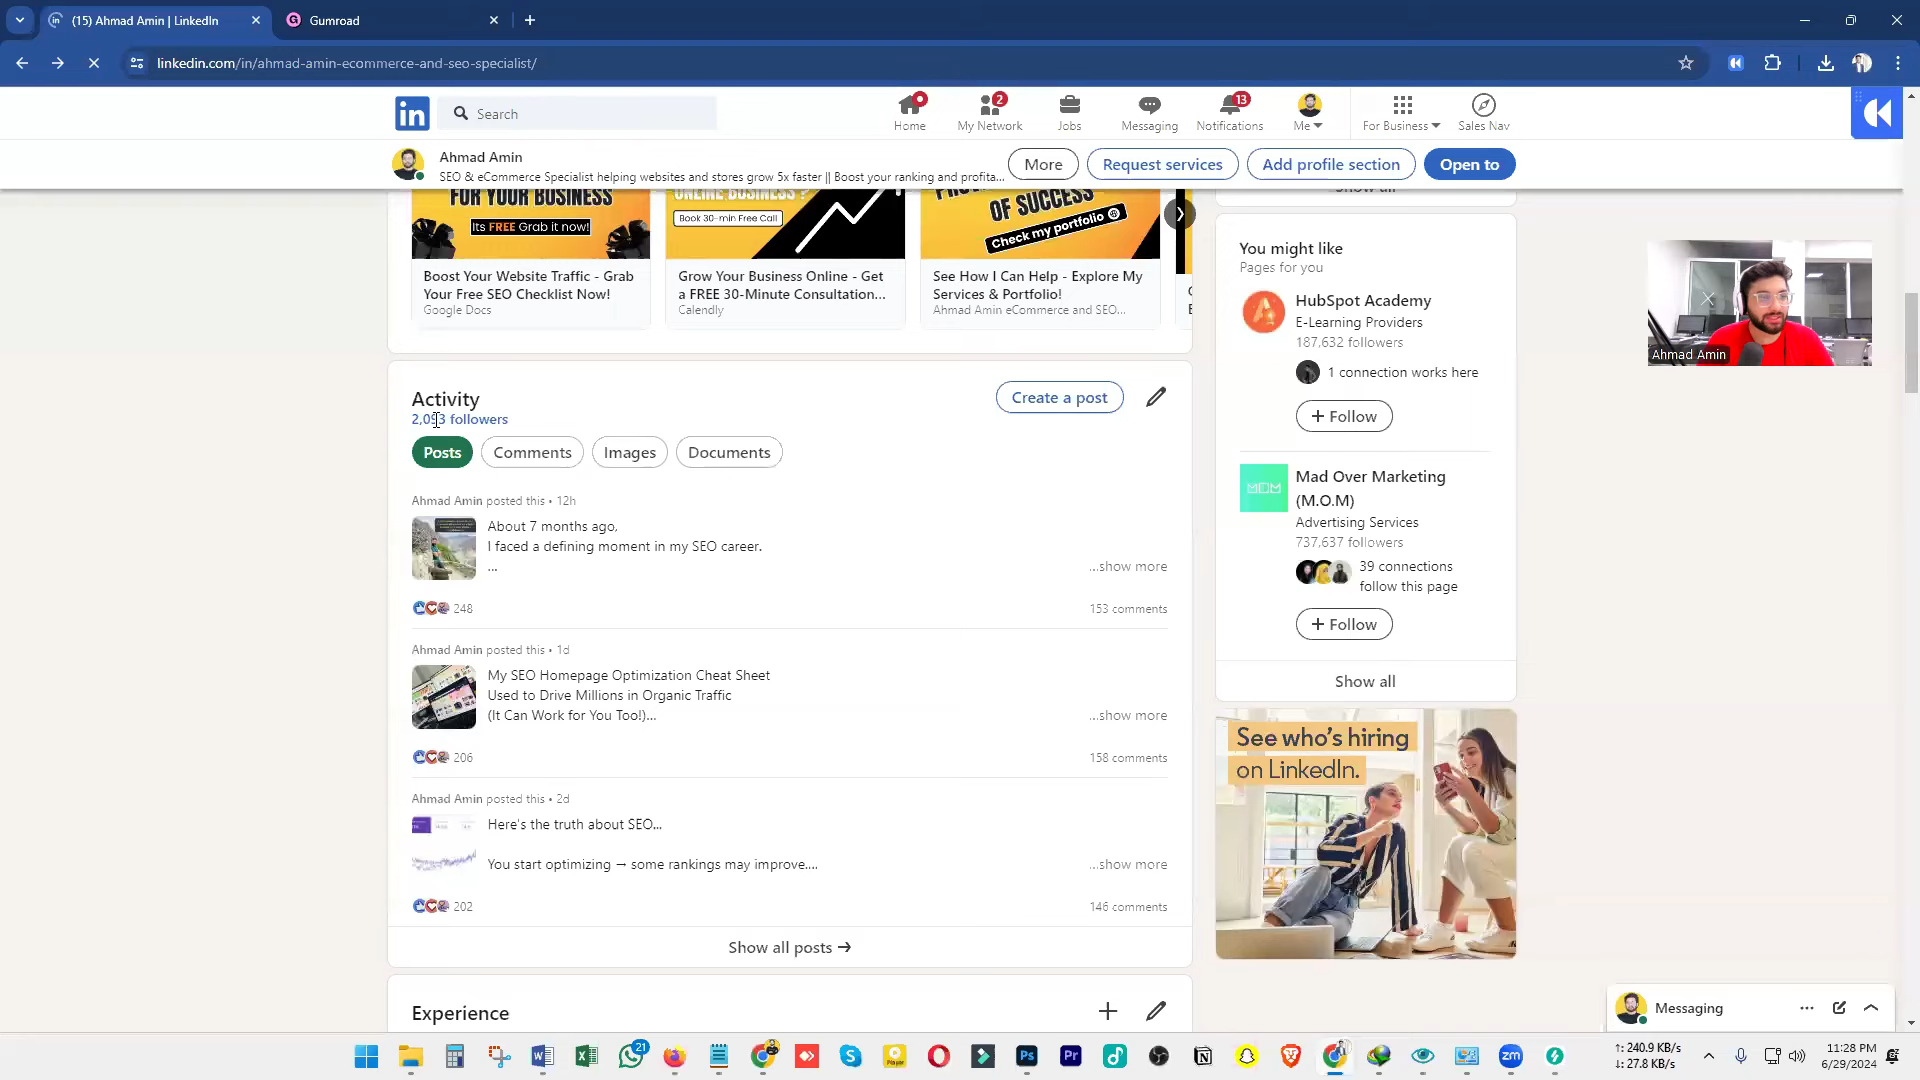 (15) Ahmad Amin | LinkedIn
Gumroad
linkedin.com/in/ahmad-amin-ecommerce-and-seo-specialist/
in
Search
Home
2
My Network
Jobs
Messaging
13
Notifications
Me
For Business
Sales Nav
Ahmad Amin
SEO & eCommerce Specialist helping websites and stores grow 5x faster || Boost your ranking and profita...
More
Request services
Add profile section
Open to
FOR YOUR BUSINESS
Its FREE Grab it now!
Boost Your Website Traffic - Grab
Your Free SEO Checklist Now!
Google Docs
ONLINE BUSINESS?
Book 30-min Free Call
Grow Your Business Online - Get
a FREE 30-Minute Consultation...
Calendly
OF SUCCESS
Check my portfolio
See How I Can Help - Explore My
Services & Portfolio!
Ahmad Amin eCommerce and SEO...
Show all
You might like
Pages for you
HubSpot Academy
E-Learning Providers
187,632 followers
1 connection works here
+ Follow
Mad Over Marketing
(M.O.M)
Advertising Services
737,637 followers
39 connections
follow this page
+ Follow
Show all
Ahmad Amin
Activity
2,093 followers
Create a post
Posts
Comments
Images
Documents
Ahmad Amin posted this • 12h
About 7 months ago,
I faced a defining moment in my SEO career.
...
...show more
248
153 comments
Ahmad Amin posted this • 1d
My SEO Homepage Optimization Cheat Sheet
Used to Drive Millions in Organic Traffic
(It Can Work for You Too!)...
...show more
206
158 comments
Ahmad Amin posted this • 2d
Here's the truth about SEO...
You start optimizing → some rankings may improve....
...show more
202
146 comments
Show all posts →
Experience
See who's hiring
on LinkedIn.
Messaging
21
↑: 240.9 KB/s
↓: 27.8 KB/s
11:28 PM
6/29/2024